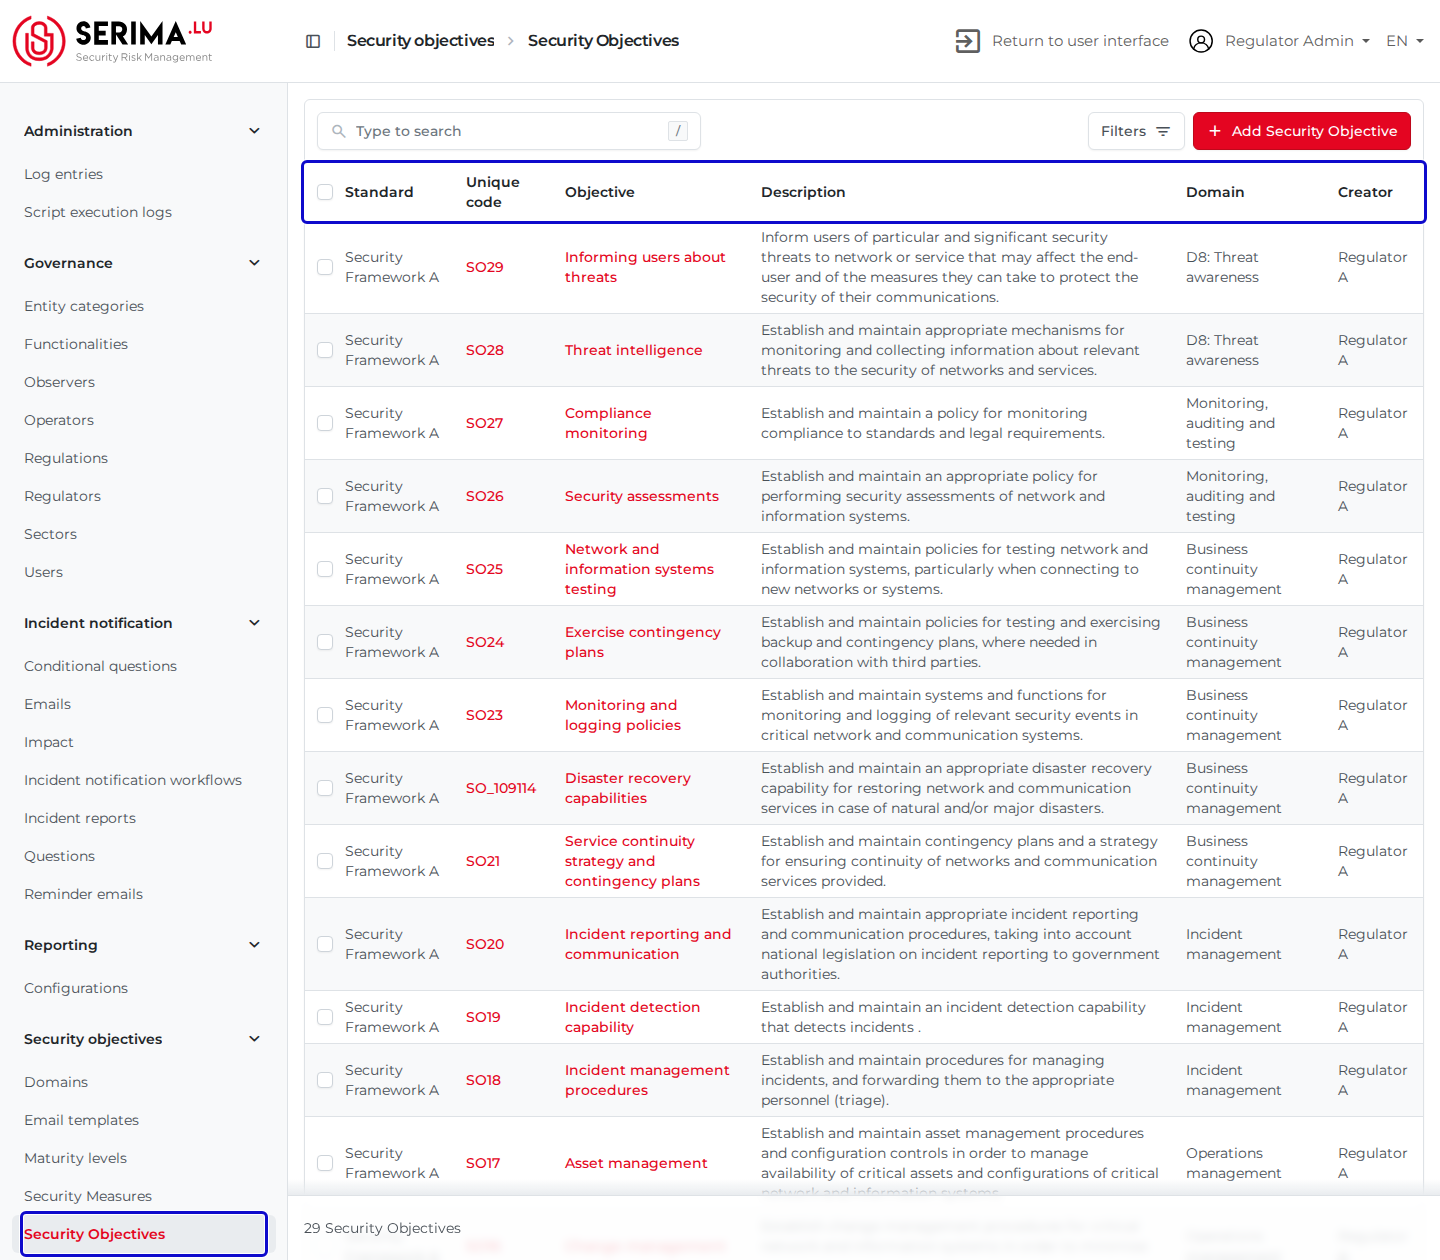 SERIMA.LU
Security Risk Management
Security objectives > Security Objectives
Return to user interface
Regulator Admin
EN
Administration
Log entries
Script execution logs
Governance
Entity categories
Functionalities
Observers
Operators
Regulations
Regulators
Sectors
Users
Incident notification
Conditional questions
Emails
Impact
Incident notification workflows
Incident reports
Questions
Reminder emails
Reporting
Configurations
Security objectives
Domains
Email templates
Maturity levels
Security Measures
Security Objectives
Type to search
/
Filters
+ Add Security Objective
Standard
Unique
code
Objective
Description
Domain
Creator
Security
Framework A
SO29
Informing users about
threats
Inform users of particular and significant security
threats to network or service that may affect the end-
user and of the measures they can take to protect the
security of their communications.
D8: Threat
awareness
Regulator
A
Security
Framework A
SO28
Threat intelligence
Establish and maintain appropriate mechanisms for
monitoring and collecting information about relevant
threats to the security of networks and services.
D8: Threat
awareness
Regulator
A
Security
Framework A
SO27
Compliance
monitoring
Establish and maintain a policy for monitoring
compliance to standards and legal requirements.
Monitoring,
auditing and
testing
Regulator
A
Security
Framework A
SO26
Security assessments
Establish and maintain an appropriate policy for
performing security assessments of network and
information systems.
Monitoring,
auditing and
testing
Regulator
A
Security
Framework A
SO25
Network and
information systems
testing
Establish and maintain policies for testing network and
information systems, particularly when connecting to
new networks or systems.
Business
continuity
management
Regulator
A
Security
Framework A
SO24
Exercise contingency
plans
Establish and maintain policies for testing and exercising
backup and contingency plans, where needed in
collaboration with third parties.
Business
continuity
management
Regulator
A
Security
Framework A
SO23
Monitoring and
logging policies
Establish and maintain systems and functions for
monitoring and logging of relevant security events in
critical network and communication systems.
Business
continuity
management
Regulator
A
Security
Framework A
SO_109114
Disaster recovery
capabilities
Establish and maintain an appropriate disaster recovery
capability for restoring network and communication
services in case of natural and/or major disasters.
Business
continuity
management
Regulator
A
Security
Framework A
SO21
Service continuity
strategy and
contingency plans
Establish and maintain contingency plans and a strategy
for ensuring continuity of networks and communication
services provided.
Business
continuity
management
Regulator
A
Security
Framework A
SO20
Incident reporting and
communication
Establish and maintain appropriate incident reporting
and communication procedures, taking into account
national legislation on incident reporting to government
authorities.
Incident
management
Regulator
A
Security
Framework A
SO19
Incident detection
capability
Establish and maintain an incident detection capability
that detects incidents .
Incident
management
Regulator
A
Security
Framework A
SO18
Incident management
procedures
Establish and maintain procedures for managing
incidents, and forwarding them to the appropriate
personnel (triage).
Incident
management
Regulator
A
Security
Framework A
SO17
Asset management
Establish and maintain asset management procedures
and configuration controls in order to manage
availability of critical assets and configurations of critical
network and information systems.
Operations
management
Regulator
A
29 Security Objectives